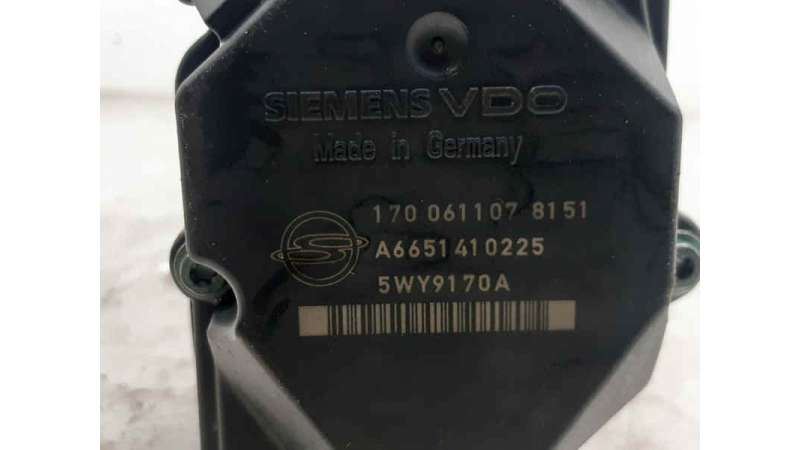 SIEMENS VDO
Made in Germany
170 061107 8151
A6651410225
5WY9170A